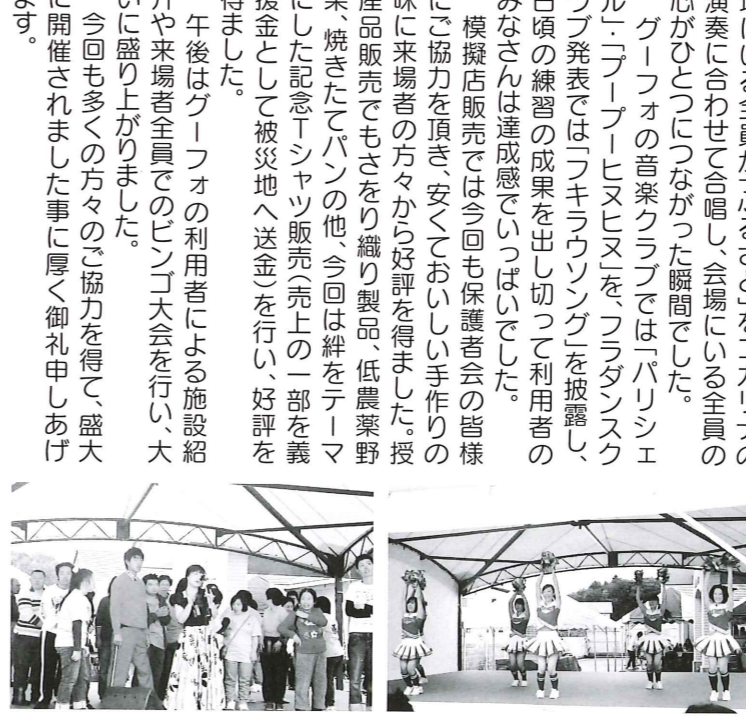 にいる会員が「ふるさと」を
演奏に合わせて合唱し、会場にいる全員の
心がひとつにつながった瞬間でした。
グーフォの音楽クラブでは「パリシェ
ル」・「プープーヒヌヒヌ」を、フラダンスク
ラブ発表では「フキラウソング」を披露し、
日頃の練習の成果を出し切って利用者の
みなさんは達成感でいっぱいでした。
模擬店販売では今回も保護者会の皆様
にご協力を頂き、安くておいしい手作りの
味に来場者の方々から好評を得ました。授
産品販売でもさをり織り製品、低農薬野
菜、焼きたてパンの他、今回は絆をテーマ
にした記念Tシャツ販売(売上の一部を義
援金として被災地へ送金)を行い、好評を
得ました。
午後はグーフォの利用者による施設紹
介や来場者全員でのビンゴ大会を行い、大
いに盛り上がりました。
今回も多くの方々のご協力を得て、盛大
に開催されました事に厚く御礼申しあげ
ます。